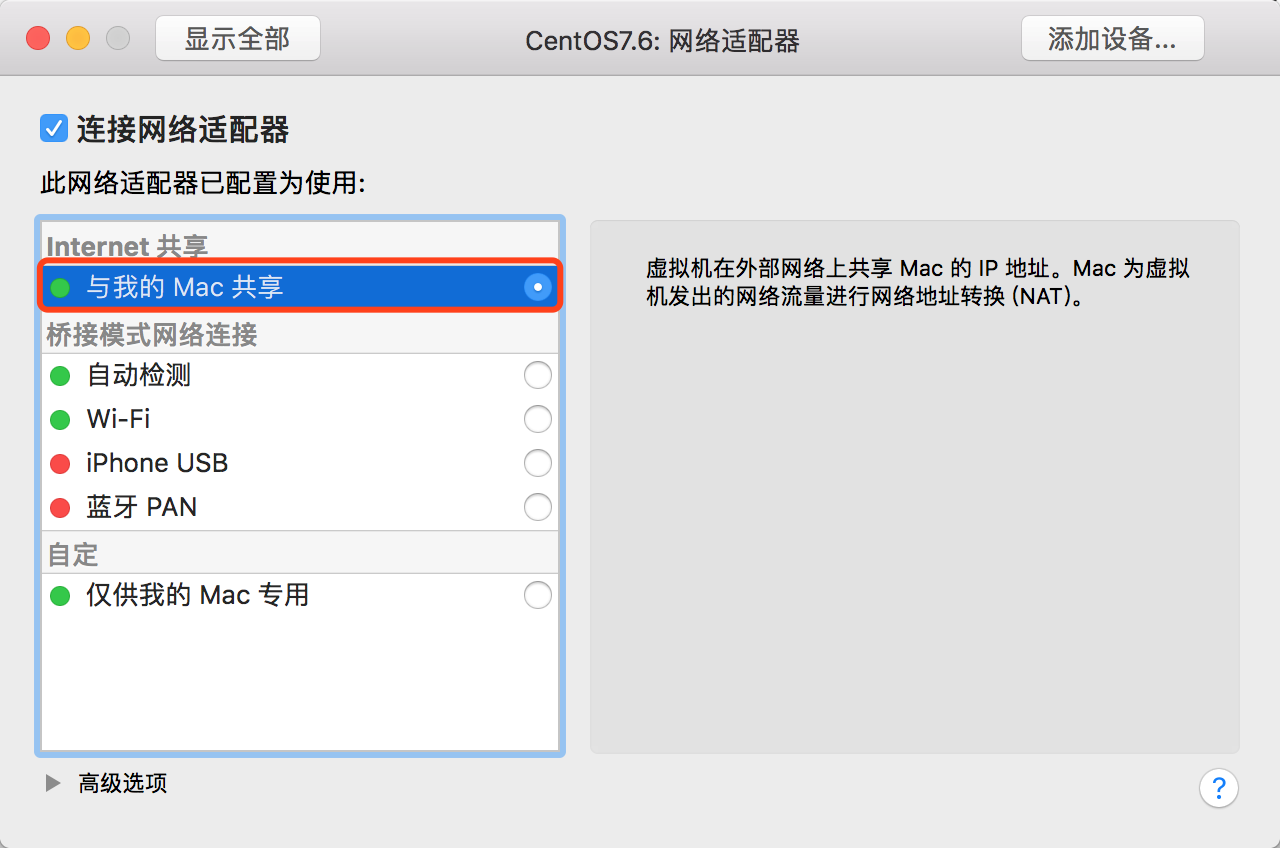 显示全部
CentOS7.6: 网络适配器
添加设备...
连接网络适配器
此网络适配器已配置为使用:
Internet 共享
与我的 Mac 共享
桥接模式网络连接
自动检测
Wi-Fi
iPhone USB
蓝牙 PAN
自定
仅供我的 Mac 专用
虚拟机在外部网络上共享 Mac 的 IP 地址。Mac 为虚拟
机发出的网络流量进行网络地址转换 (NAT)。
高级选项
?